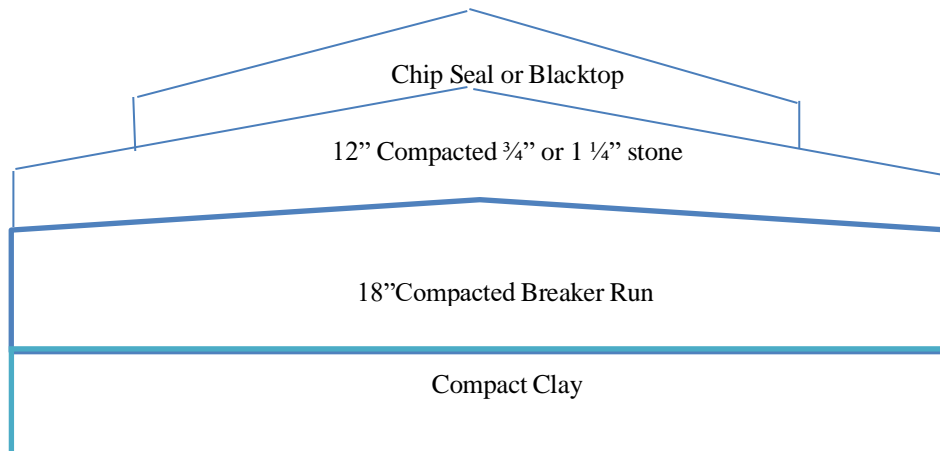 Chip Seal or Blacktop
12” Compacted ¾” or 1 ¼” stone
18”Compacted Breaker Run
Compact Clay